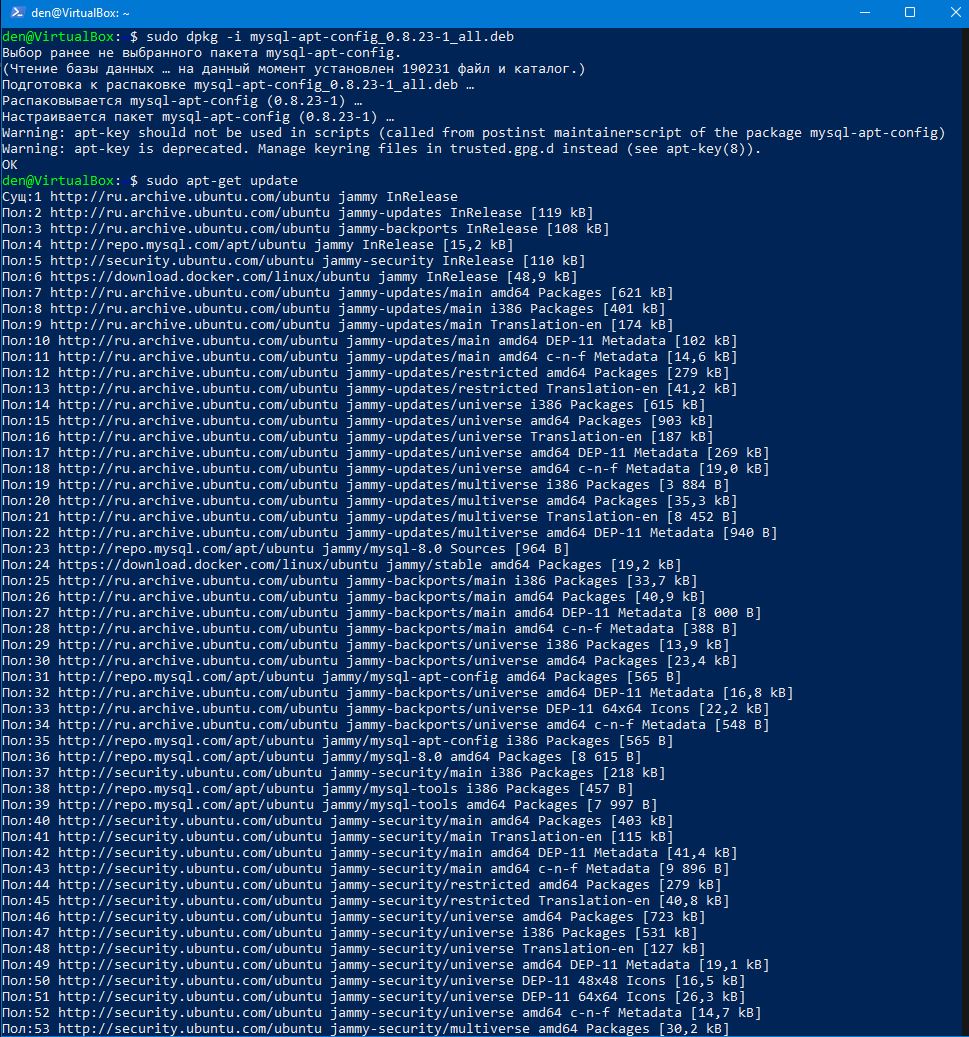 den@VirtualBox: ~
den@VirtualBox: $ sudo dpkg -i mysql-apt-config_0.8.23-1_all.deb
Выбор ранее не выбранного пакета mysql-apt-config.
(Чтение базы данных … на данный момент установлен 190231 файл и каталог.)
Подготовка к распаковке mysql-apt-config_0.8.23-1_all.deb …
Распаковывается mysql-apt-config (0.8.23-1) …
Настраивается пакет mysql-apt-config (0.8.23-1) …
Warning: apt-key should not be used in scripts (called from postinst maintainerscript of the package mysql-apt-config)
Warning: apt-key is deprecated. Manage keyring files in trusted.gpg.d instead (see apt-key(8)).
OK
den@VirtualBox: $ sudo apt-get update
Сущ:1 http://ru.archive.ubuntu.com/ubuntu jammy InRelease
Пол:2 http://ru.archive.ubuntu.com/ubuntu jammy-updates InRelease [119 kB]
Пол:3 http://ru.archive.ubuntu.com/ubuntu jammy-backports InRelease [108 kB]
Пол:4 http://repo.mysql.com/apt/ubuntu jammy InRelease [15,2 kB]
Пол:5 http://security.ubuntu.com/ubuntu jammy-security InRelease [110 kB]
Пол:6 https://download.docker.com/linux/ubuntu jammy InRelease [48,9 kB]
Пол:7 http://ru.archive.ubuntu.com/ubuntu jammy-updates/main amd64 Packages [621 kB]
Пол:8 http://ru.archive.ubuntu.com/ubuntu jammy-updates/main i386 Packages [401 kB]
Пол:9 http://ru.archive.ubuntu.com/ubuntu jammy-updates/main Translation-en [174 kB]
Пол:10 http://ru.archive.ubuntu.com/ubuntu jammy-updates/main amd64 DEP-11 Metadata [102 kB]
Пол:11 http://ru.archive.ubuntu.com/ubuntu jammy-updates/main amd64 c-n-f Metadata [14,6 kB]
Пол:12 http://ru.archive.ubuntu.com/ubuntu jammy-updates/restricted amd64 Packages [279 kB]
Пол:13 http://ru.archive.ubuntu.com/ubuntu jammy-updates/restricted Translation-en [41,2 kB]
Пол:14 http://ru.archive.ubuntu.com/ubuntu jammy-updates/universe i386 Packages [615 kB]
Пол:15 http://ru.archive.ubuntu.com/ubuntu jammy-updates/universe amd64 Packages [903 kB]
Пол:16 http://ru.archive.ubuntu.com/ubuntu jammy-updates/universe Translation-en [187 kB]
Пол:17 http://ru.archive.ubuntu.com/ubuntu jammy-updates/universe amd64 DEP-11 Metadata [269 kB]
Пол:18 http://ru.archive.ubuntu.com/ubuntu jammy-updates/universe amd64 c-n-f Metadata [19,0 kB]
Пол:19 http://ru.archive.ubuntu.com/ubuntu jammy-updates/multiverse i386 Packages [3 884 B]
Пол:20 http://ru.archive.ubuntu.com/ubuntu jammy-updates/multiverse amd64 Packages [35,3 kB]
Пол:21 http://ru.archive.ubuntu.com/ubuntu jammy-updates/multiverse Translation-en [8 452 B]
Пол:22 http://ru.archive.ubuntu.com/ubuntu jammy-updates/multiverse amd64 DEP-11 Metadata [940 B]
Пол:23 http://repo.mysql.com/apt/ubuntu jammy/mysql-8.0 Sources [964 B]
Пол:24 https://download.docker.com/linux/ubuntu jammy/stable amd64 Packages [19,2 kB]
Пол:25 http://ru.archive.ubuntu.com/ubuntu jammy-backports/main i386 Packages [33,7 kB]
Пол:26 http://ru.archive.ubuntu.com/ubuntu jammy-backports/main amd64 Packages [40,9 kB]
Пол:27 http://ru.archive.ubuntu.com/ubuntu jammy-backports/main amd64 DEP-11 Metadata [8 000 B]
Пол:28 http://ru.archive.ubuntu.com/ubuntu jammy-backports/main amd64 c-n-f Metadata [388 B]
Пол:29 http://ru.archive.ubuntu.com/ubuntu jammy-backports/universe i386 Packages [13,9 kB]
Пол:30 http://ru.archive.ubuntu.com/ubuntu jammy-backports/universe amd64 Packages [23,4 kB]
Пол:31 http://repo.mysql.com/apt/ubuntu jammy/mysql-apt-config amd64 Packages [565 B]
Пол:32 http://ru.archive.ubuntu.com/ubuntu jammy-backports/universe amd64 DEP-11 Metadata [16,8 kB]
Пол:33 http://ru.archive.ubuntu.com/ubuntu jammy-backports/universe DEP-11 64x64 Icons [22,2 kB]
Пол:34 http://ru.archive.ubuntu.com/ubuntu jammy-backports/universe amd64 c-n-f Metadata [548 B]
Пол:35 http://repo.mysql.com/apt/ubuntu jammy/mysql-apt-config i386 Packages [565 B]
Пол:36 http://repo.mysql.com/apt/ubuntu jammy/mysql-8.0 amd64 Packages [8 615 B]
Пол:37 http://security.ubuntu.com/ubuntu jammy-security/main i386 Packages [218 kB]
Пол:38 http://repo.mysql.com/apt/ubuntu jammy/mysql-tools i386 Packages [457 B]
Пол:39 http://repo.mysql.com/apt/ubuntu jammy/mysql-tools amd64 Packages [7 997 B]
Пол:40 http://security.ubuntu.com/ubuntu jammy-security/main amd64 Packages [403 kB]
Пол:41 http://security.ubuntu.com/ubuntu jammy-security/main Translation-en [115 kB]
Пол:42 http://security.ubuntu.com/ubuntu jammy-security/main amd64 DEP-11 Metadata [41,4 kB]
Пол:43 http://security.ubuntu.com/ubuntu jammy-security/main amd64 c-n-f Metadata [9 896 B]
Пол:44 http://security.ubuntu.com/ubuntu jammy-security/restricted amd64 Packages [279 kB]
Пол:45 http://security.ubuntu.com/ubuntu jammy-security/restricted Translation-en [40,8 kB]
Пол:46 http://security.ubuntu.com/ubuntu jammy-security/universe amd64 Packages [723 kB]
Пол:47 http://security.ubuntu.com/ubuntu jammy-security/universe i386 Packages [531 kB]
Пол:48 http://security.ubuntu.com/ubuntu jammy-security/universe Translation-en [127 kB]
Пол:49 http://security.ubuntu.com/ubuntu jammy-security/universe amd64 DEP-11 Metadata [19,1 kB]
Пол:50 http://security.ubuntu.com/ubuntu jammy-security/universe DEP-11 48x48 Icons [16,5 kB]
Пол:51 http://security.ubuntu.com/ubuntu jammy-security/universe DEP-11 64x64 Icons [26,3 kB]
Пол:52 http://security.ubuntu.com/ubuntu jammy-security/universe amd64 c-n-f Metadata [14,7 kB]
Пол:53 http://security.ubuntu.com/ubuntu jammy-security/multiverse amd64 Packages [30,2 kB]